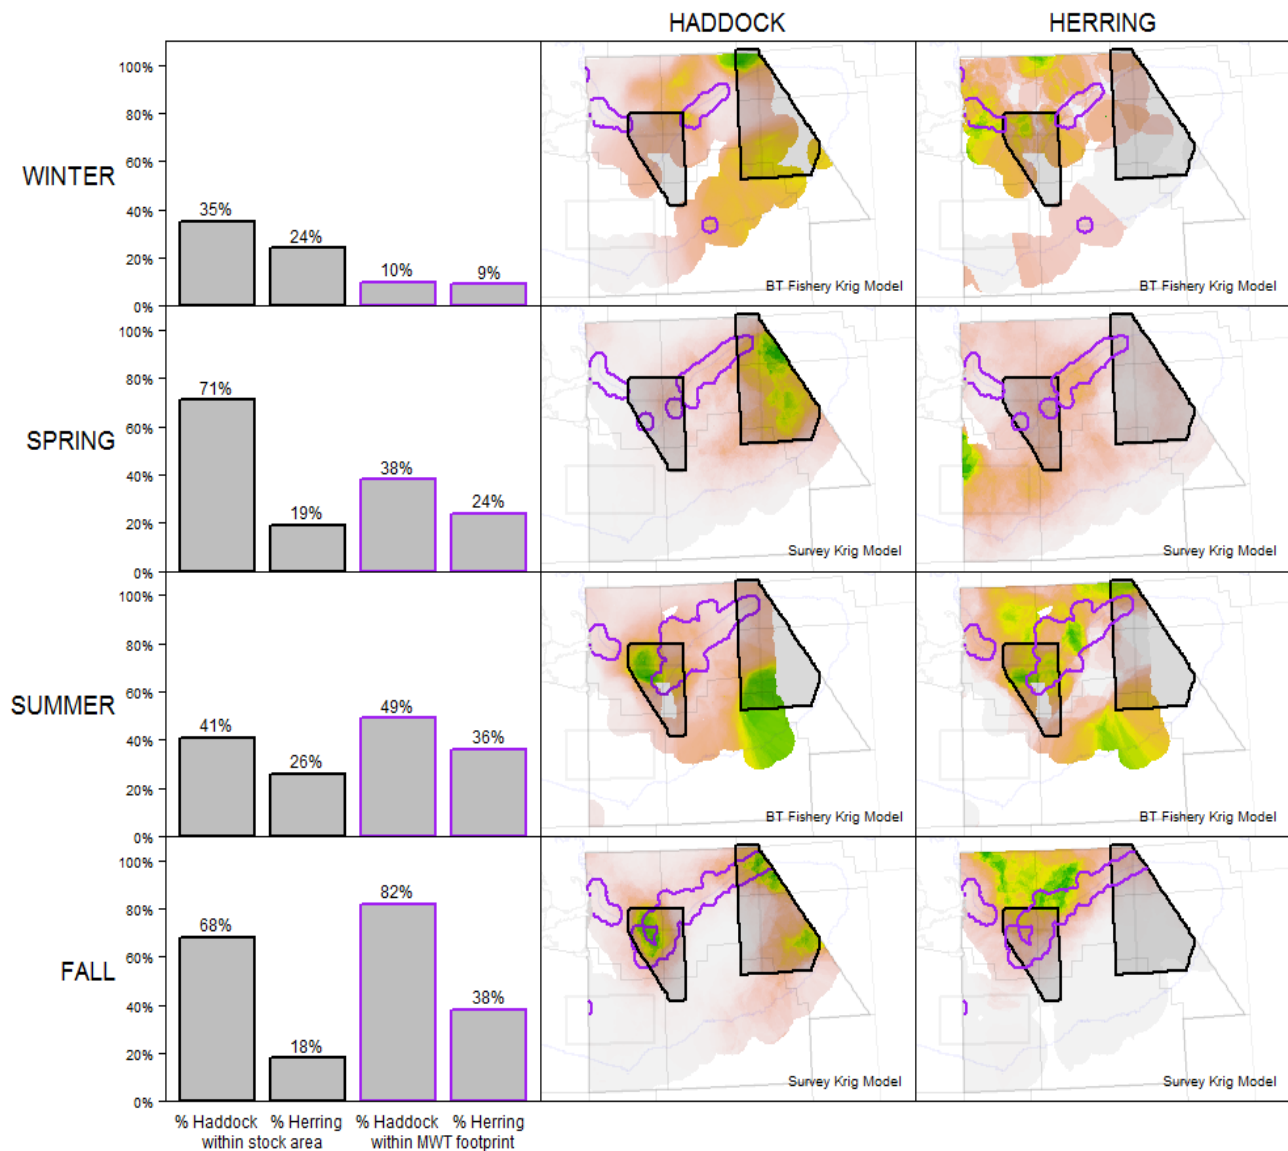 HADDOCK HERRING
WINTER
100%
80%
60%
40%
20%
0%
35%
24%
10%
9%
BT Fishery Krig Model
BT Fishery Krig Model
SPRING
100%
80%
60%
40%
20%
0%
71%
19%
38%
24%
Survey Krig Model
Survey Krig Model
SUMMER
100%
80%
60%
40%
20%
0%
41%
26%
49%
36%
BT Fishery Krig Model
BT Fishery Krig Model
FALL
100%
80%
60%
40%
20%
0%
68%
18%
82%
38%
Survey Krig Model
Survey Krig Model
% Haddock % Herring % Haddock % Herring
within stock area within MWT footprint